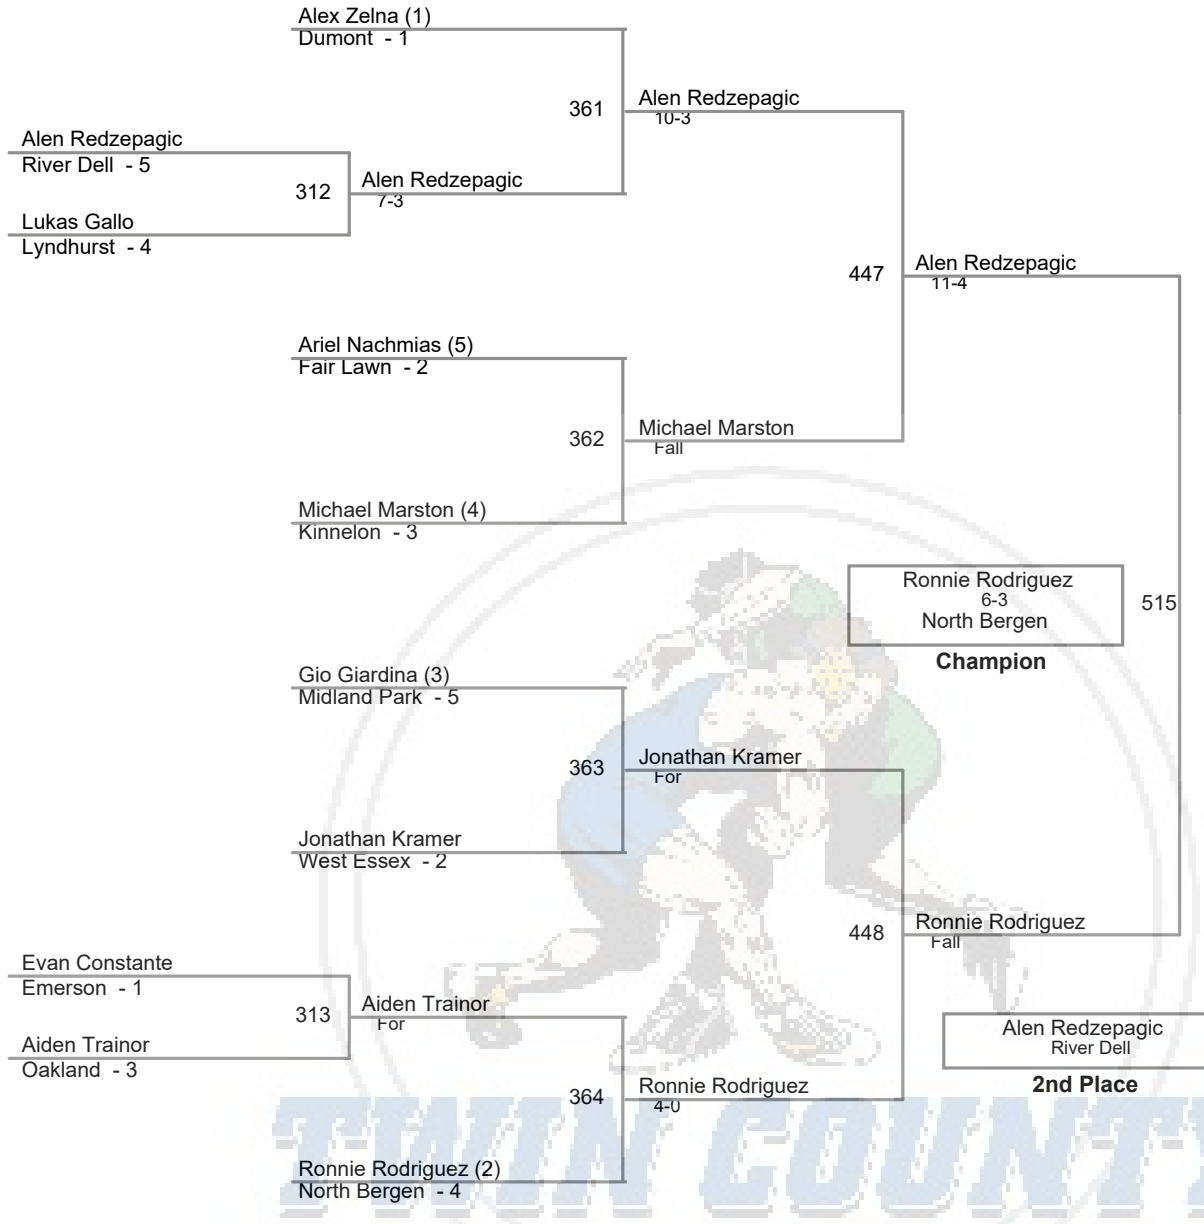 Alex Zelna (1)
Dumont - 1
361
Alen Redzepagic
10-3
Alen Redzepagic
River Dell - 5
312
Alen Redzepagic
7-3
Lukas Gallo
Lyndhurst - 4
447
Alen Redzepagic
11-4
Ariel Nachmias (5)
Fair Lawn - 2
362
Michael Marston
Fall
Michael Marston (4)
Kinnelon - 3
Ronnie Rodriguez
6-3
North Bergen
515
Champion
Gio Giardina (3)
Midland Park - 5
363
Jonathan Kramer
For
Jonathan Kramer
West Essex - 2
448
Ronnie Rodriguez
Fall
Evan Constante
Emerson - 1
313
Aiden Trainor
For
Aiden Trainor
Oakland - 3
Alen Redzepagic
River Dell
2nd Place
364
Ronnie Rodriguez
4-0
Ronnie Rodriguez (2)
North Bergen - 4
TWIN COUNTY